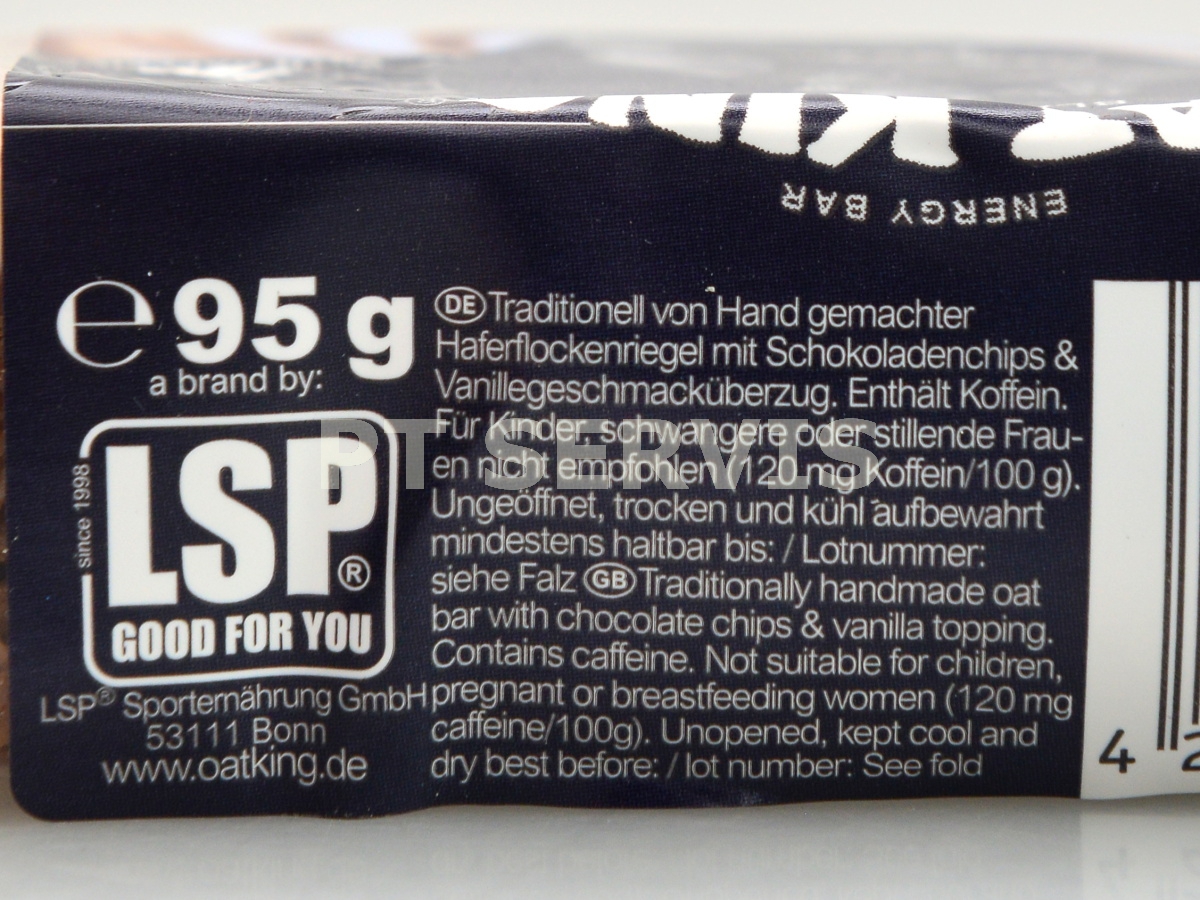 KING
ENERGY BAR
e 95 g
a brand by:
since 1998
LSP®
GOOD FOR YOU
LSP® Sporternährung GmbH
53111 Bonn
www.oatking.de
DE Traditionell von Hand gemachter
Haferflockenriegel mit Schokoladenchips &
Vanillegeschmacküberzug. Enthält Koffein.
Für Kinder, schwangere oder stillende Frau-
en nicht empfohlen (120 mg Koffein/100 g).
Ungeöffnet, trocken und kühl aufbewahrt
mindestens haltbar bis: / Lotnummer:
siehe Falz GB Traditionally handmade oat
bar with chocolate chips & vanilla topping.
Contains caffeine. Not suitable for children,
pregnant or breastfeeding women (120 mg
caffeine/100g). Unopened, kept cool and
dry best before: / lot number: See fold
4 2
PT SERVIS